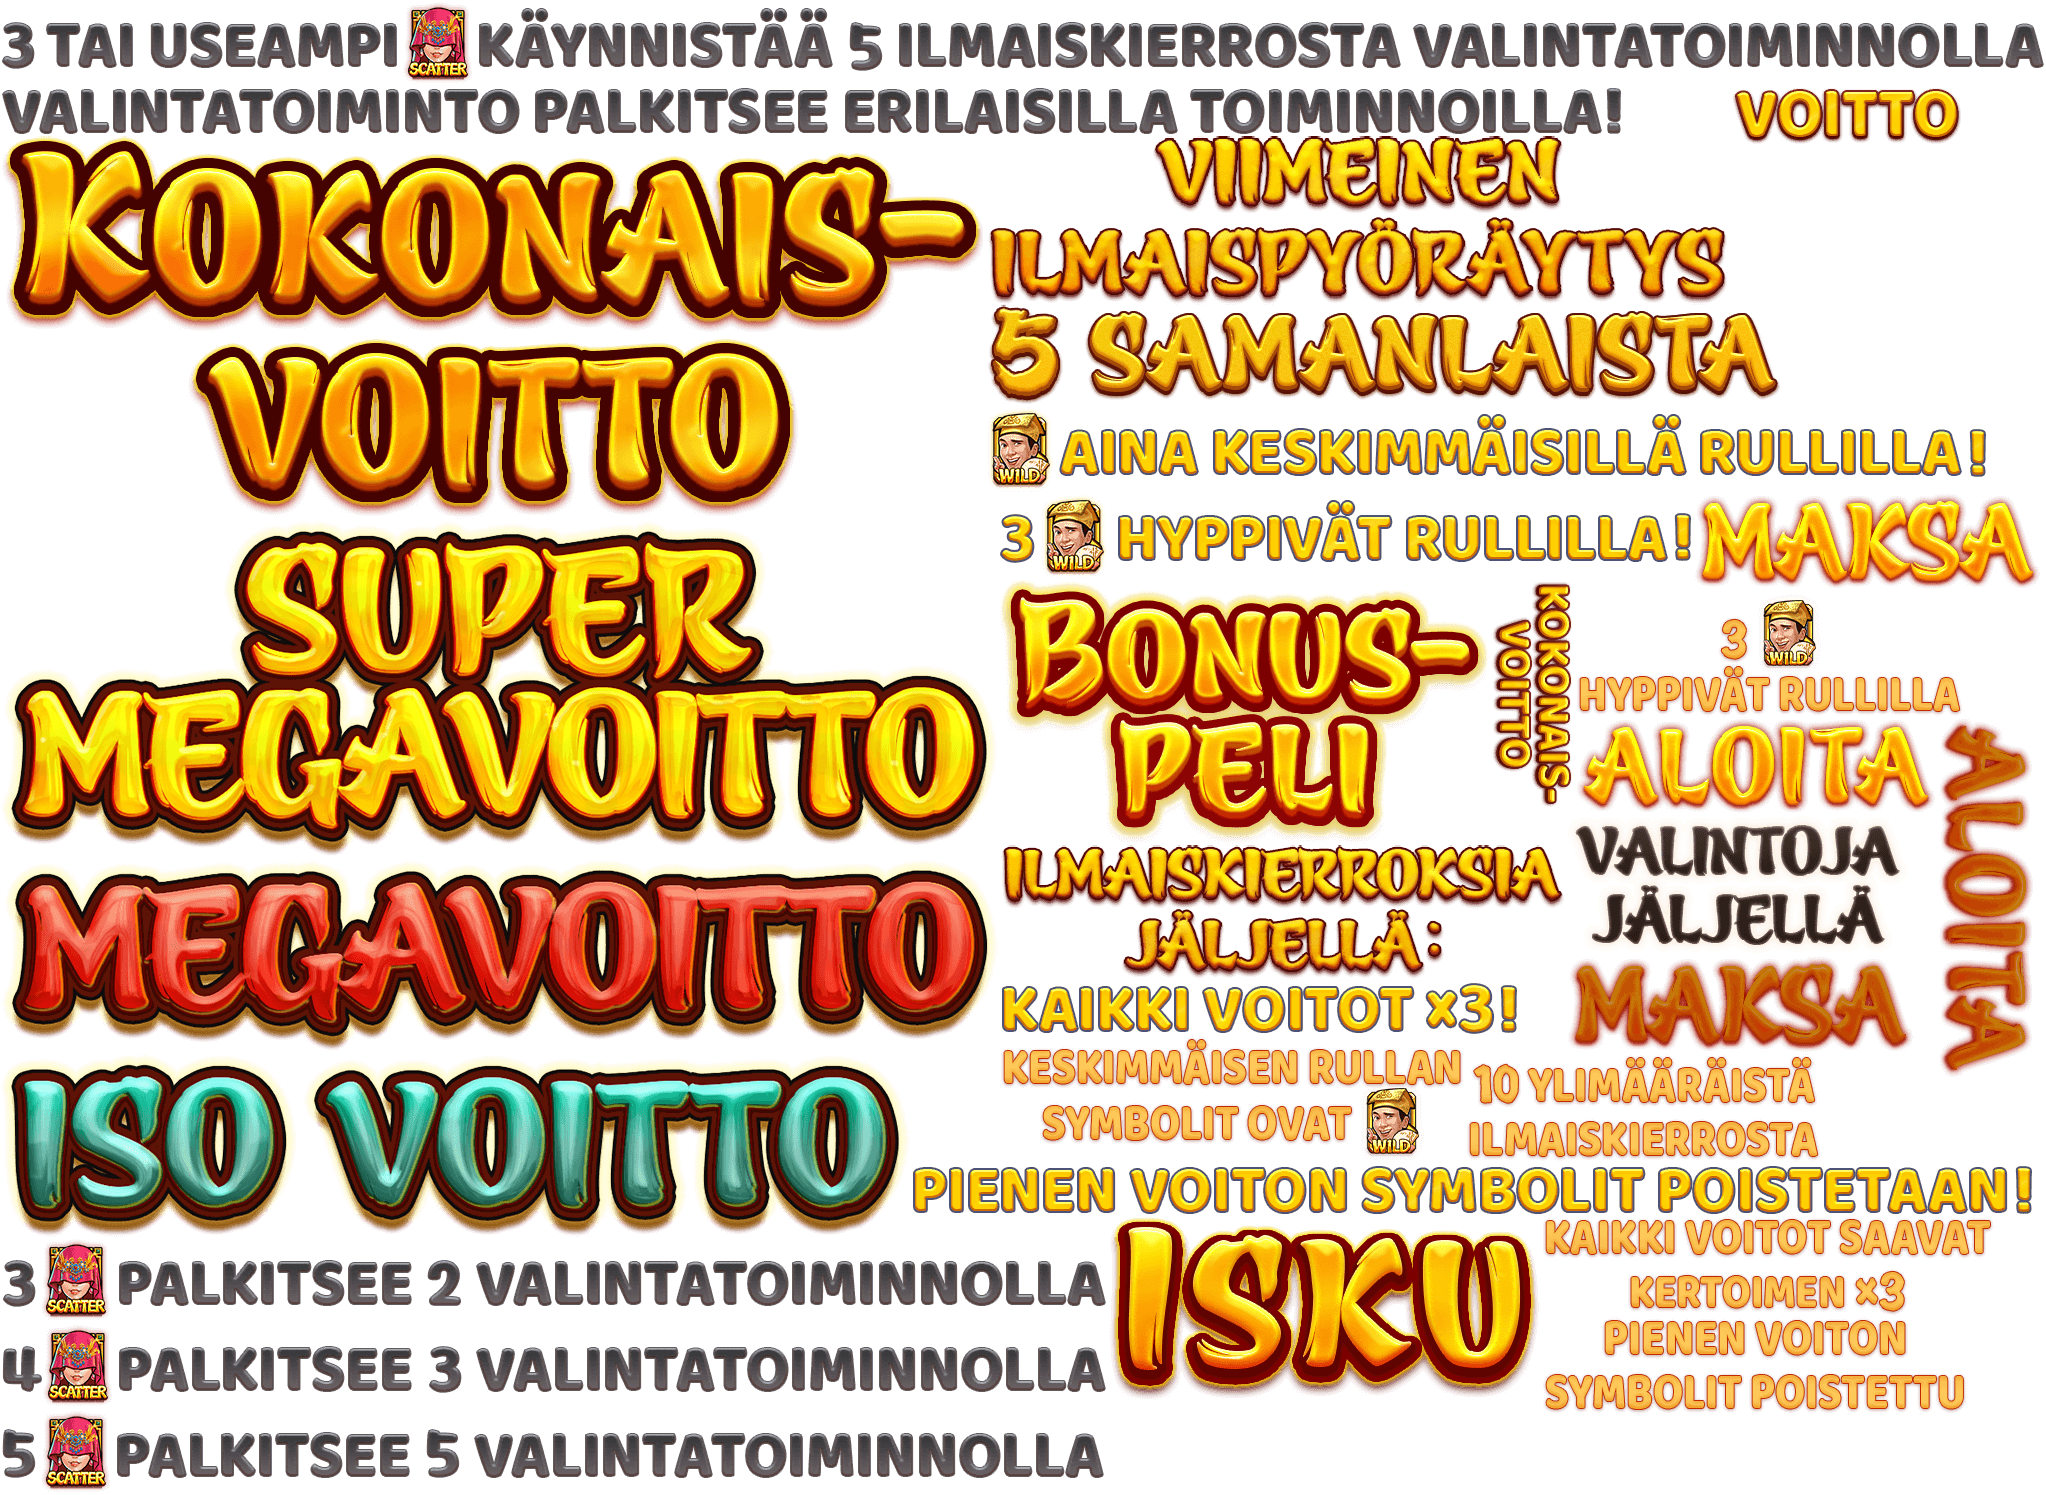 3 TAI USEAMPI SCATTER KÄYNNISTÄÄ 5 ILMAISKIERROSTA VALINTATOIMINNOLLA
VALINTATOIMINTO PALKITSEE ERILAISILLA TOIMINNOILLA!
VOITTO
KOKONAIS-
VOITTO
VIIMEINEN
ILMAISPYÖRÄYTYS
5 SAMANLAISTA
WILD AINA KESKIMMÄISILLÄ RULLILLA!
3 WILD HYPPIVÄT RULLILLA!
MAKSA
SUPER
MEGAVOITTO
BONUS-
PELI
KOKONAIS-
VOITTO
3 WILD
HYPPIVÄT RULLILLA
ALOITA
ALOITA
VALINTOJA
JÄLJELLÄ
MAKSA
MEGAVOITTO
ILMAISKIERROKSIA
JÄLJELLÄ:
KAIKKI VOITOT ×3!
KESKIMMÄISEN RULLAN
SYMBOLIT OVAT WILD
10 YLIMÄÄRÄISTÄ
ILMAISKIERROSTA
ISO VOITTO
PIENEN VOITON SYMBOLIT POISTETAAN!
ISKU
KAIKKI VOITOT SAAVAT
KERTOIMEN ×3
PIENEN VOITON
SYMBOLIT POISTETTU
3 SCATTER PALKITSEE 2 VALINTATOIMINNOLLA
4 SCATTER PALKITSEE 3 VALINTATOIMINNOLLA
5 SCATTER PALKITSEE 5 VALINTATOIMINNOLLA